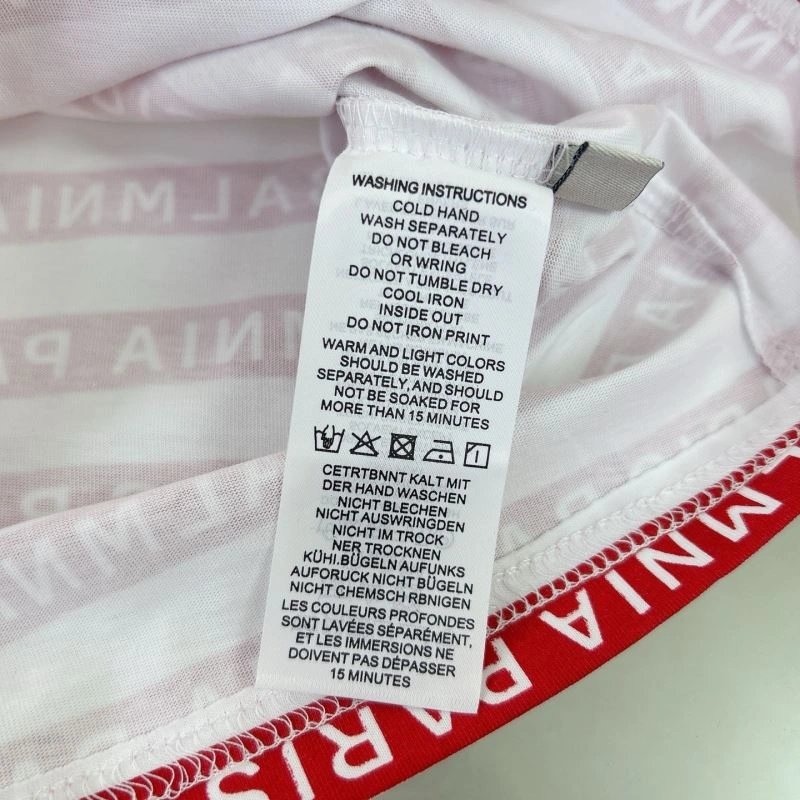 WASHING INSTRUCTIONS
COLD HAND
WASH SEPARATELY
DO NOT BLEACH
OR WRING
DO NOT TUMBLE DRY
COOL IRON
INSIDE OUT
DO NOT IRON PRINT
WARM AND LIGHT COLORS
SHOULD BE WASHED
SEPARATELY, AND SHOULD
NOT BE SOAKED FOR
MORE THAN 15 MINUTES
CETRTBNNT KALT MIT
DER HAND WASCHEN
NICHT BLECHEN
NICHT AUSWRINGDEN
NICHT IM TROCK
NER TROCKNEN
KÜHI.BÜGELN AUFUNKS
AUFORUCK NICHT BÜGELN
NICHT CHEMSCH RBNIGEN
LES COULEURS PROFONDES
SONT LAVÉES SÉPARÉMENT,
ET LES IMMERSIONS NE
DOIVENT PAS DÉPASSER
15 MINUTES
BALMNIA
MNIA PA
LMNIA PARIS
PARIS